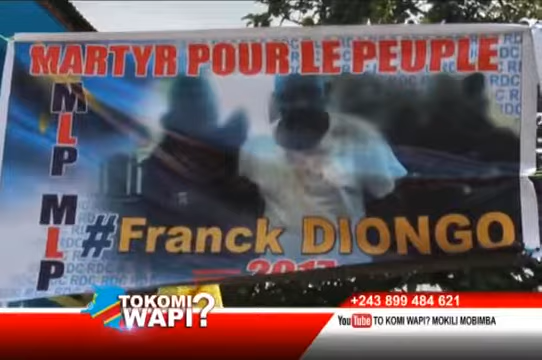 MARTYR POUR LE PEUPLE
MLP MLP
#Franck DIONGO
2017
TOKOMI WAPI?
+243 899 484 621
YouTube TO KOMI WAPI? MOKILI MOBIMBA